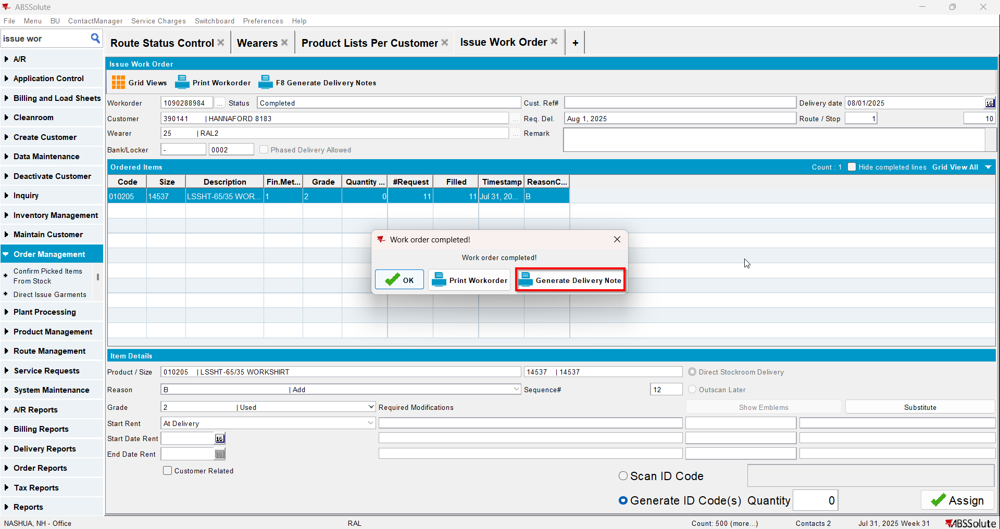 ABSSolute
File Menu BU ContactManager Service Charges Switchboard Preferences Help
issue wor
Route Status Control Wearers Product Lists Per Customer Issue Work Order +
A/R
Application Control
Billing and Load Sheets
Cleanroom
Create Customer
Data Maintenance
Deactivate Customer
Inquiry
Inventory Management
Maintain Customer
Order Management
Confirm Picked Items
From Stock
Direct Issue Garments
Plant Processing
Product Management
Route Management
Service Requests
System Maintenance
A/R Reports
Billing Reports
Delivery Reports
Order Reports
Tax Reports
Reports
Issue Work Order
Grid Views Print Workorder F8 Generate Delivery Notes
Workorder 1090288984 ... Status Completed Cust. Ref# Delivery date 08/01/2025 16
Customer 390141 | HANNAFORD 8183 ... Req. Del. Aug 1, 2025 Route / Stop 1 10
Wearer 25 | RAL2 ... Remark
Bank/Locker - 0002 Phased Delivery Allowed
Ordered Items Count : 1 Hide completed lines Grid View All
Code Size Description Fin.Met... Grade Quantity ... #Request Filled Timestamp ReasonC...
010205 14537 LSSHT-65/35 WOR... 1 2 0 11 11 Jul 31, 20... B
Work order completed!
Work order completed!
OK Print Workorder Generate Delivery Note
Item Details
Product / Size 010205 | LSSHT-65/35 WORKSHIRT 14537 | 14537 Direct Stockroom Delivery
Reason B | Add Sequence# 12 Outscan Later
Grade 2 | Used Required Modifications Show Emblems Substitute
Start Rent At Delivery
Start Date Rent 16
End Date Rent 16
Customer Related
Scan ID Code
Generate ID Code(s) Quantity 0 Assign
NASHUA, NH - Office RAL Count: 500 (more...) Contacts 2 Jul 31, 2025 Week 31 ABSSolute